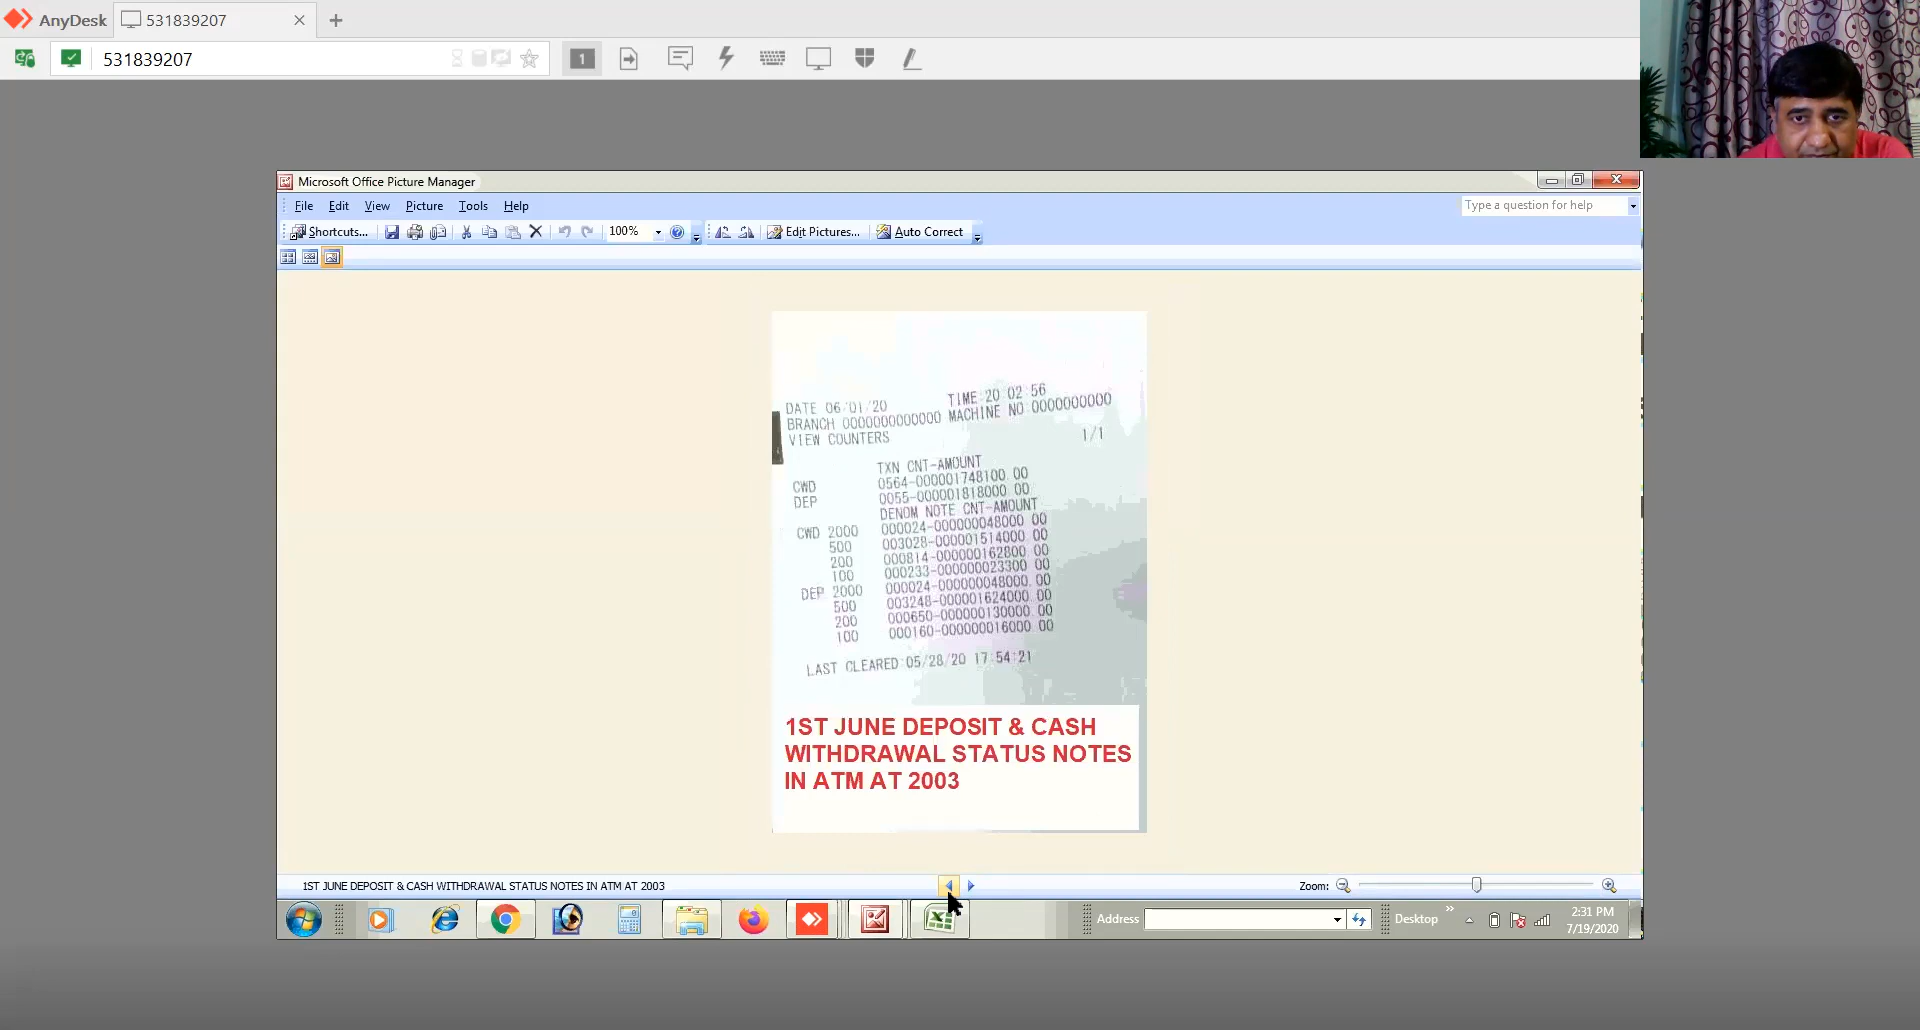 AnyDesk
531839207
531839207
1
Microsoft Office Picture Manager
File Edit View Picture Tools Help
Type a question for help
Shortcuts... 100% Edit Pictures... Auto Correct
DATE 06/01/20 TIME 20 02 56
BRANCH 000000000000 MACHINE NO 0000000000
VIEW COUNTERS 1/1
TXN CNT-AMOUNT
CWD 0564-000001748100 00
DEP 0055-000001818000 00
DENOM NOTE CNT-AMOUNT
CWD 2000 000024-000000048000 00
500 003028-000001514000 00
200 000814-000000162800 00
100 000233-000000023300 00
DEP 2000 000024-000000048000.00
500 003248-000001624000.00
200 000650-000000130000 00
100 000160-000000016000 00
LAST CLEARED:05/28/20 17:54:21
1ST JUNE DEPOSIT & CASH
WITHDRAWAL STATUS NOTES
IN ATM AT 2003
1ST JUNE DEPOSIT & CASH WITHDRAWAL STATUS NOTES IN ATM AT 2003
Zoom:
Address
Desktop
2:31 PM
7/19/2020